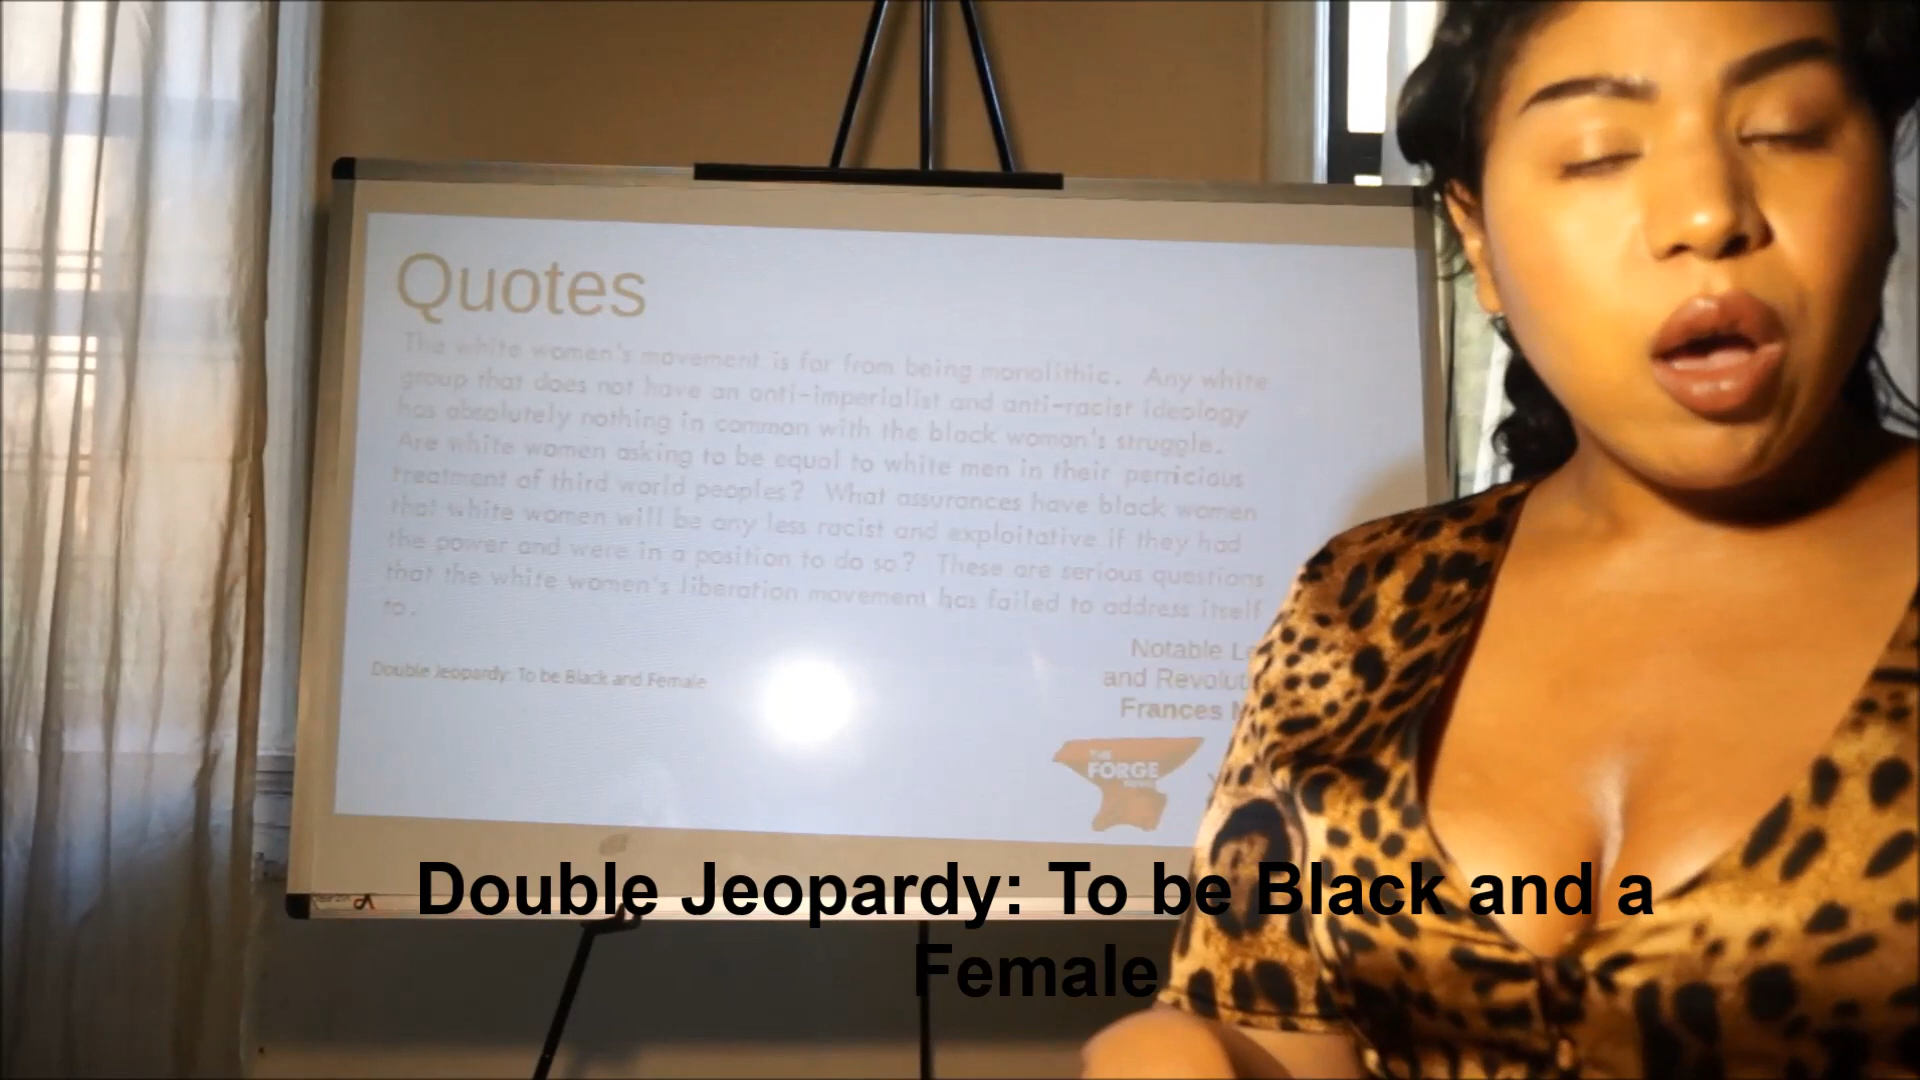 Quotes
The white women's movement is far from being monolithic. Any white
group that does not have an anti-imperialist and anti-racist ideology
has absolutely nothing in common with the black woman's struggle.
Are white women asking to be equal to white men in their pernicious
treatment of third world peoples? What assurances have black women
that white women will be any less racist and exploitative if they had
the power and were in a position to do so? These are serious questions
that the white women's liberation movement has failed to address itself
to.
Double Jeopardy: To be Black and Female
Notable
and
Frances
THE
FORGE
Double Jeopardy: To be Black and a
Female